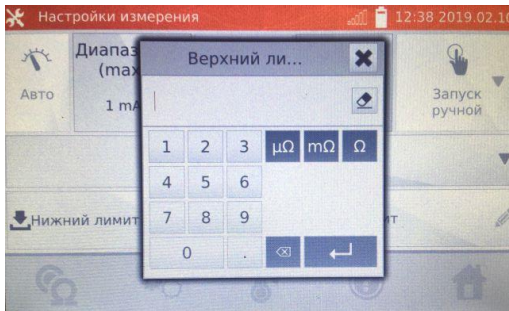 Настройки измерения 12:38 2019.02.1
Верхний ли...
Диапаз
(max
1 mA
Авто
Запуск
ручной
1 2 3 µΩ mΩ Ω
4 5 6
7 8 9
0 .
Нижний лимит
ит